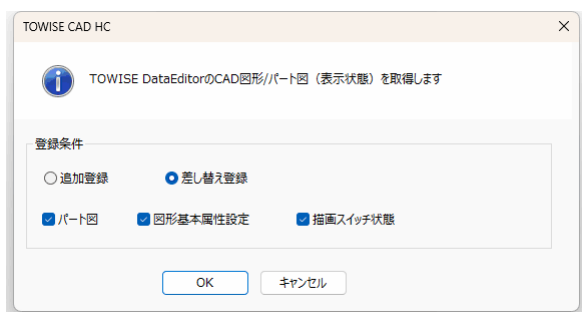 TOWISE CAD HC
TOWISE DataEditorのCAD図形/パート図（表示状態）を取得します
登録条件
追加登録 差し替え登録
パート図 図形基本属性設定 描画スイッチ状態
OK キャンセル